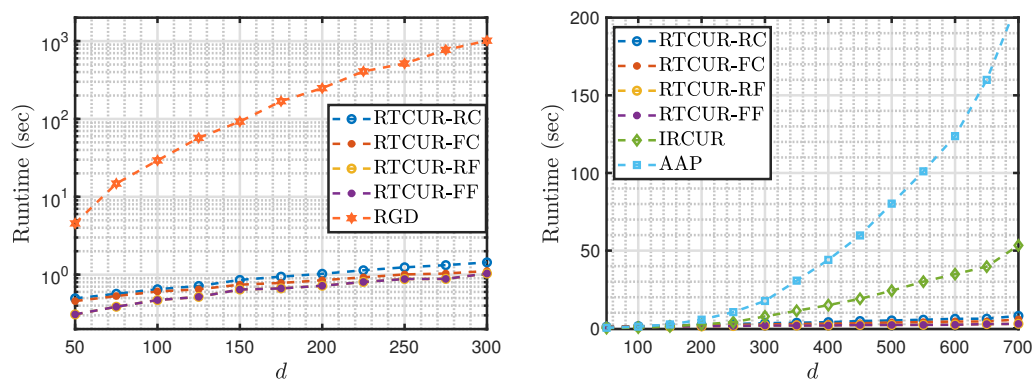 10^3
10^2
10^1
10^0
Runtime (sec)
RTCUR-RC
RTCUR-FC
RTCUR-RF
RTCUR-FF
RGD
50 100 150 200 250 300
d
200
150
100
50
0
Runtime (sec)
RTCUR-RC
RTCUR-FC
RTCUR-RF
RTCUR-FF
IRCUR
AAP
100 200 300 400 500 600 700
d